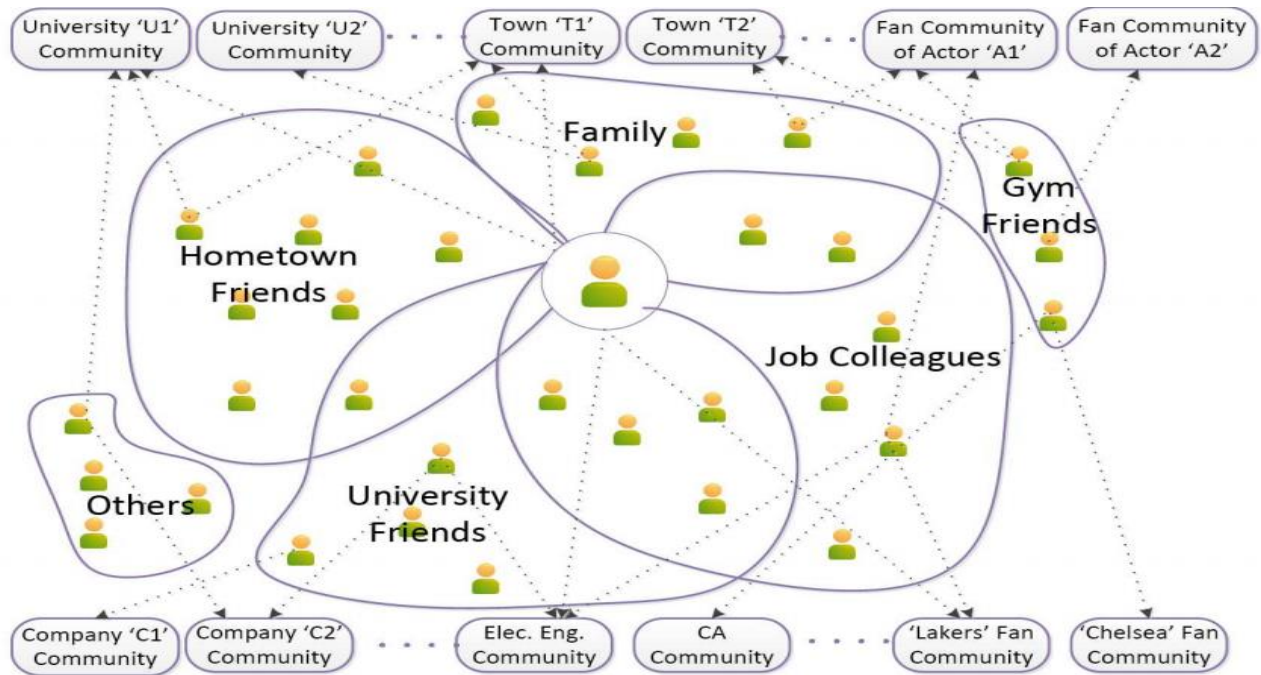 University ‘U1’
Community
University ‘U2’
Community
Town ‘T1’
Community
Town ‘T2’
Community
Fan Community
of Actor ‘A1’
Fan Community
of Actor ‘A2’
Family
Gym
Friends
Hometown
Friends
Job Colleagues
University
Friends
Others
Company ‘C1’
Community
Company ‘C2’
Community
Elec. Eng.
Community
CA
Community
‘Lakers’ Fan
Community
‘Chelsea’ Fan
Community